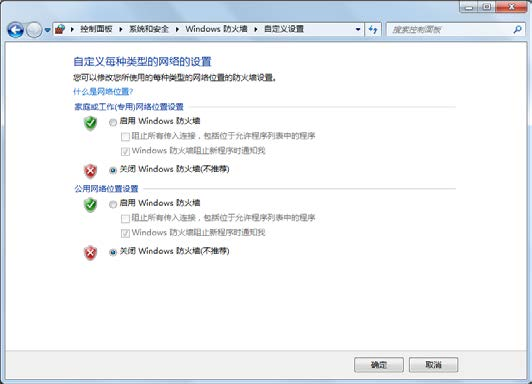 控制面板 ▸ 系统和安全 ▸ Windows 防火墙 ▸ 自定义设置
搜索控制面板
自定义每种类型的网络的设置
您可以修改您所使用的每种类型的网络位置的防火墙设置。
什么是网络位置?
家庭或工作(专用)网络位置设置
启用 Windows 防火墙
阻止所有传入连接，包括位于允许程序列表中的程序
Windows 防火墙阻止新程序时通知我
关闭 Windows 防火墙(不推荐)
公用网络位置设置
启用 Windows 防火墙
阻止所有传入连接，包括位于允许程序列表中的程序
Windows 防火墙阻止新程序时通知我
关闭 Windows 防火墙(不推荐)
确定 取消